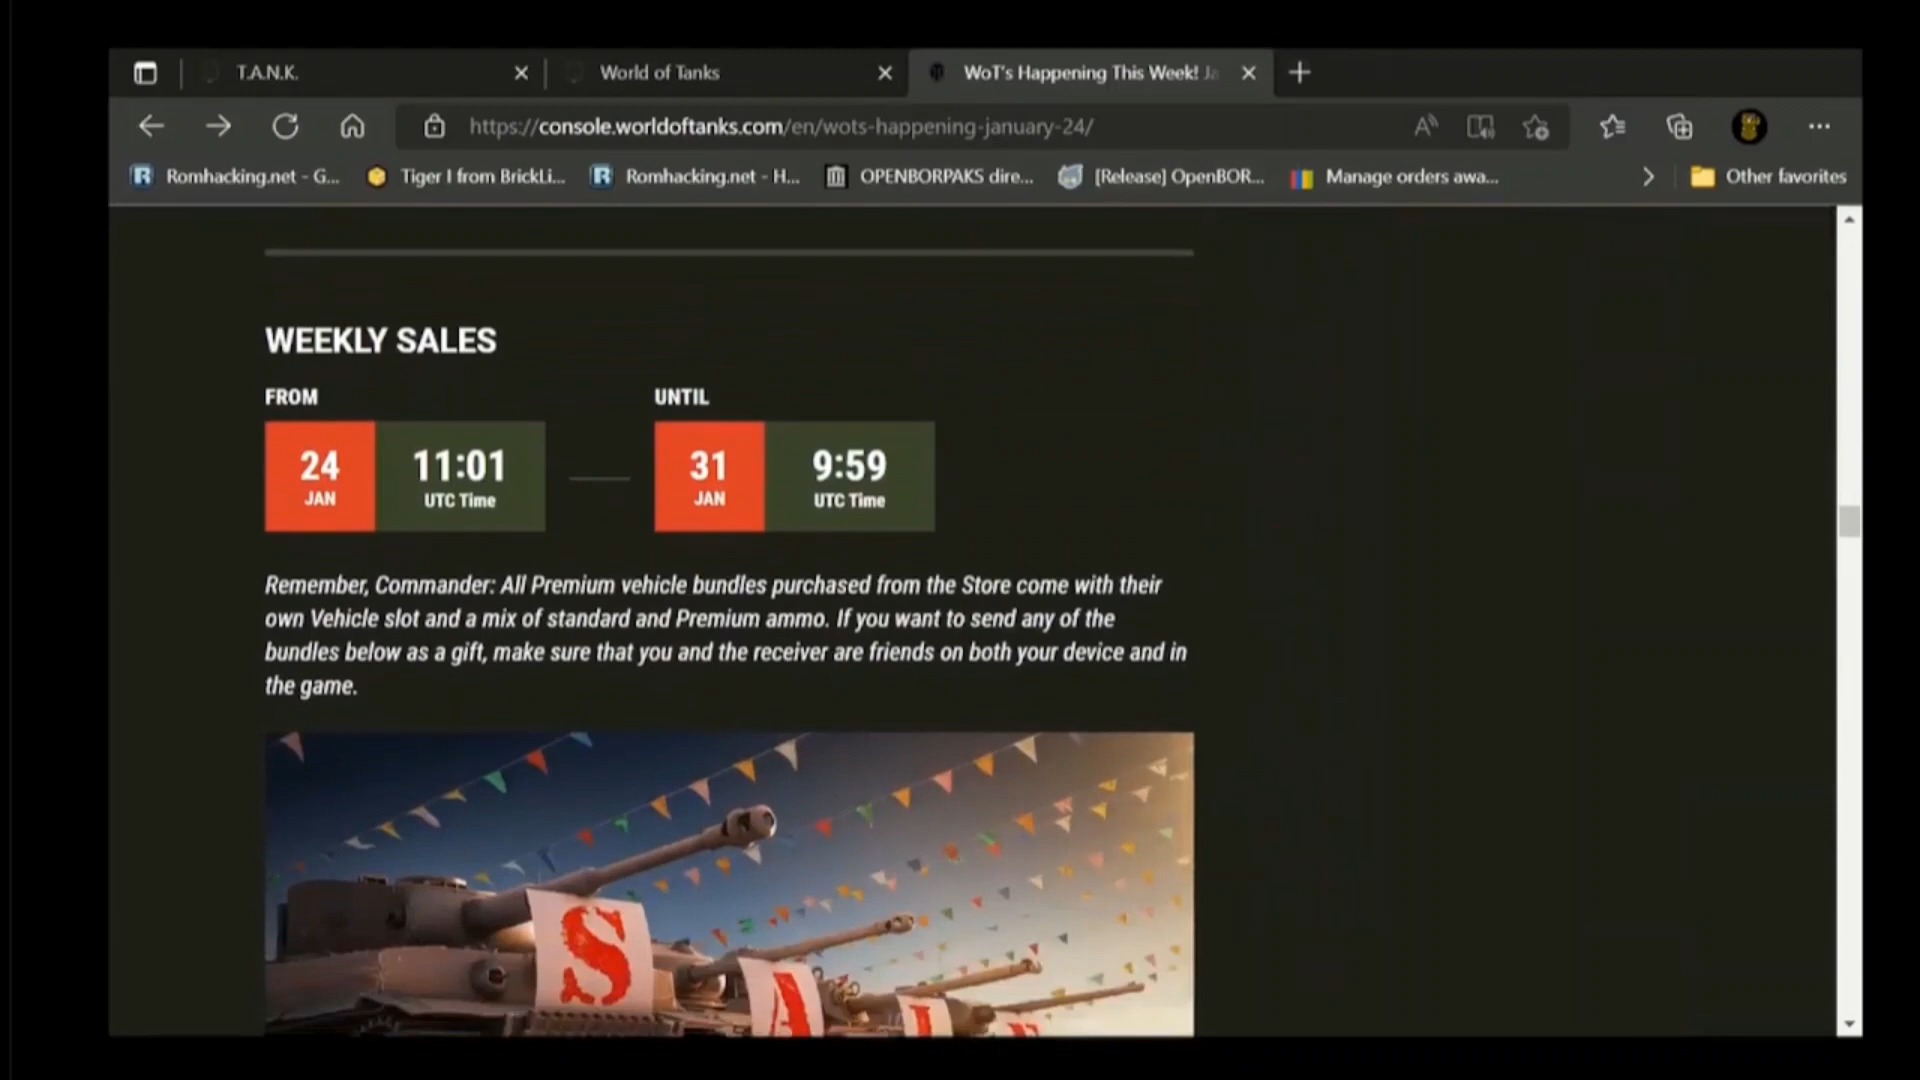 T.A.N.K.
World of Tanks
WoT's Happening This Week!
https://console.worldoftanks.com/en/wots-happening-january-24/
Romhacking.net - G...
Tiger I from BrickLi...
Romhacking.net - H...
OPENBORPAKS dire...
[Release] OpenBOR...
Manage orders awa...
Other favorites
WEEKLY SALES
FROM
UNTIL
24
JAN
11:01
UTC Time
31
JAN
9:59
UTC Time
Remember, Commander: All Premium vehicle bundles purchased from the Store come with their
own Vehicle slot and a mix of standard and Premium ammo. If you want to send any of the
bundles below as a gift, make sure that you and the receiver are friends on both your device and in
the game.
S
A